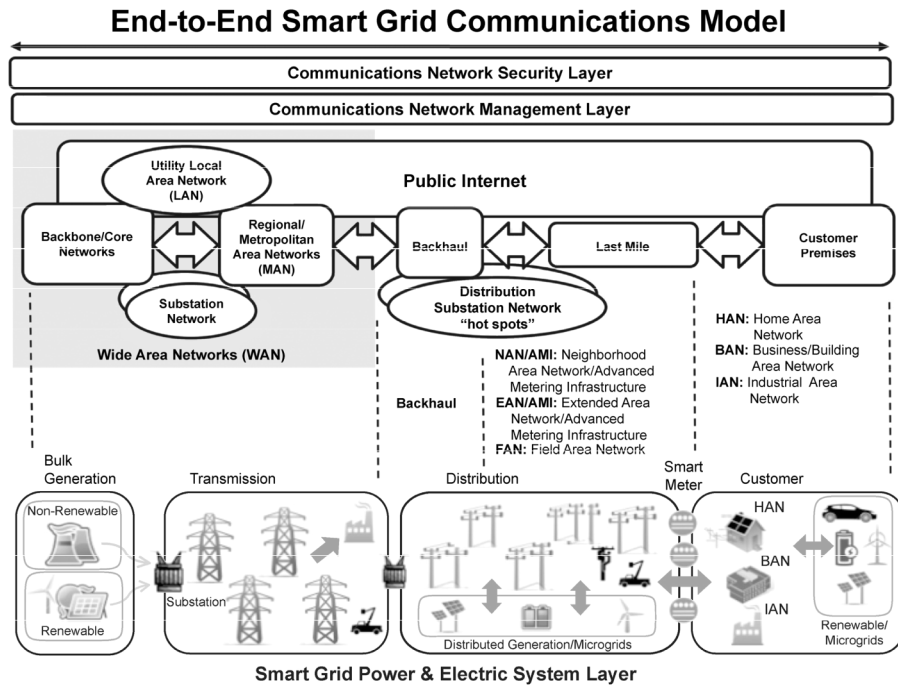 End-to-End Smart Grid Communications Model
Communications Network Security Layer
Communications Network Management Layer
Utility Local
Area Network
(LAN)
Public Internet
Backbone/Core
Networks
Regional/
Metropolitan
Area Networks
(MAN)
Backhaul
Last Mile
Customer
Premises
Substation
Network
Distribution
Substation Network
“hot spots”
Wide Area Networks (WAN)
HAN: Home Area
Network
BAN: Business/Building
Area Network
IAN: Industrial Area
Network
Backhaul
NAN/AMI: Neighborhood
Area Network/Advanced
Metering Infrastructure
EAN/AMI: Extended Area
Network/Advanced
Metering Infrastructure
FAN: Field Area Network
Bulk
Generation
Transmission
Distribution
Smart
Meter
Customer
Non-Renewable
Renewable
Substation
Distributed Generation/Microgrids
HAN
BAN
IAN
Renewable/
Microgrids
Smart Grid Power & Electric System Layer